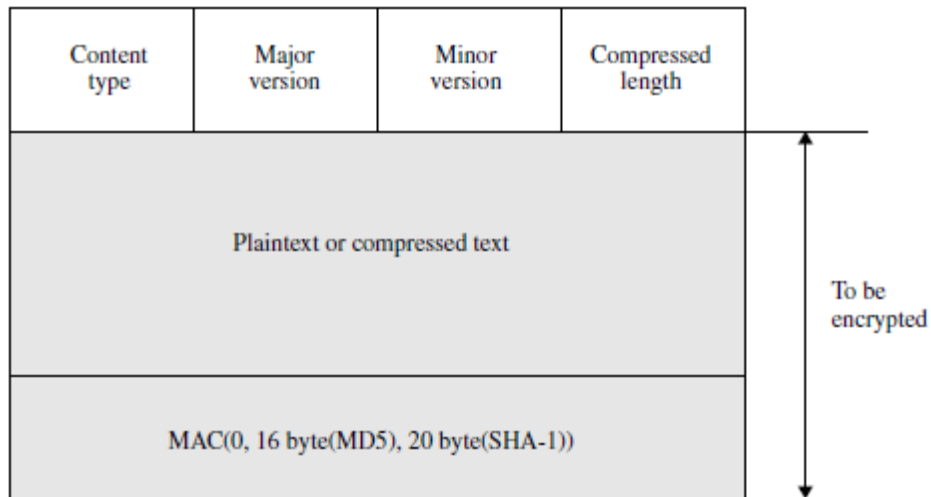 Content
type
Major
version
Minor
version
Compressed
length
Plaintext or compressed text
To be
encrypted
MAC(0, 16 byte(MD5), 20 byte(SHA-1))